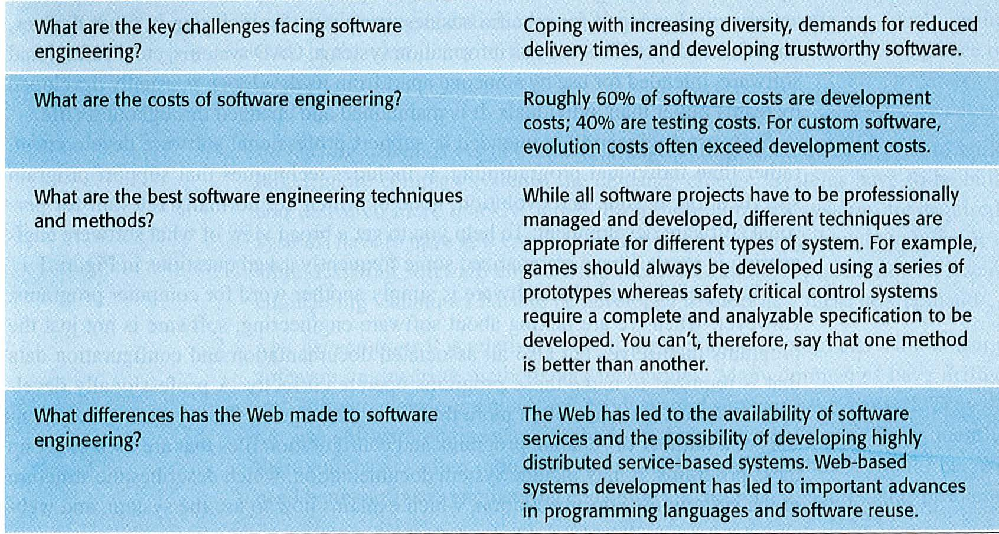 What are the key challenges facing software
engineering?
Coping with increasing diversity, demands for reduced
delivery times, and developing trustworthy software.
What are the costs of software engineering?
Roughly 60% of software costs are development
costs; 40% are testing costs. For custom software,
evolution costs often exceed development costs.
What are the best software engineering techniques
and methods?
While all software projects have to be professionally
managed and developed, different techniques are
appropriate for different types of system. For example,
games should always be developed using a series of
prototypes whereas safety critical control systems
require a complete and analyzable specification to be
developed. You can't, therefore, say that one method
is better than another.
What differences has the Web made to software
engineering?
The Web has led to the availability of software
services and the possibility of developing highly
distributed service-based systems. Web-based
systems development has led to important advances
in programming languages and software reuse.